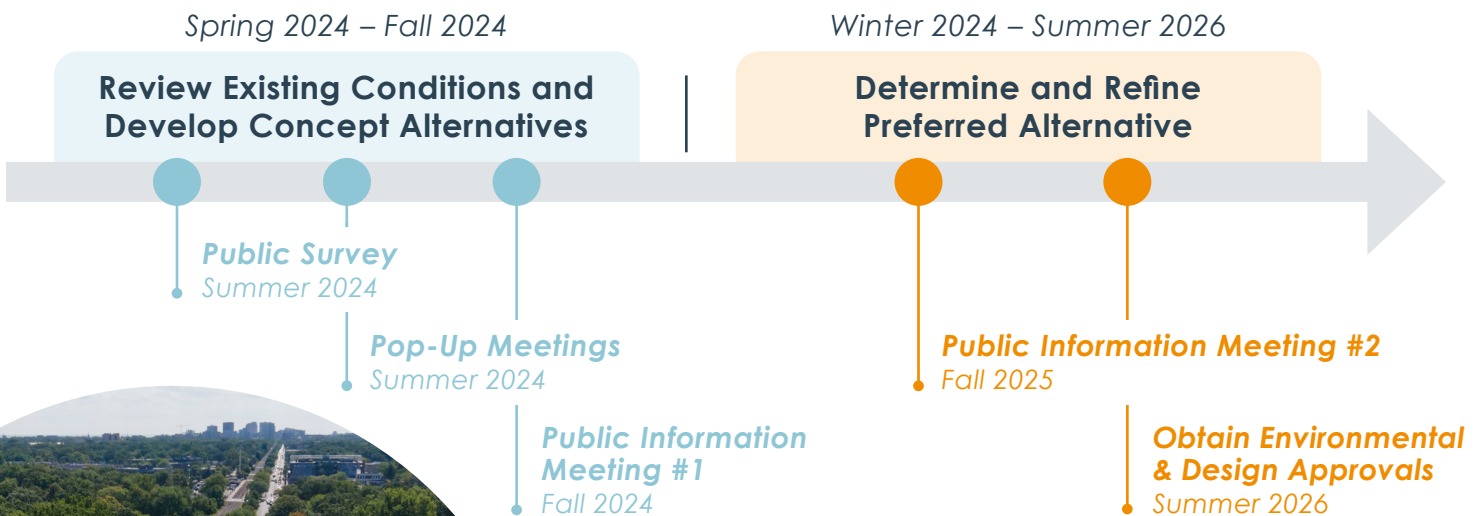 Spring 2024 – Fall 2024
Review Existing Conditions and
Develop Concept Alternatives
Winter 2024 – Summer 2026
Determine and Refine
Preferred Alternative
Public Survey
Summer 2024
Pop-Up Meetings
Summer 2024
Public Information
Meeting #1
Fall 2024
Public Information Meeting #2
Fall 2025
Obtain Environmental
& Design Approvals
Summer 2026